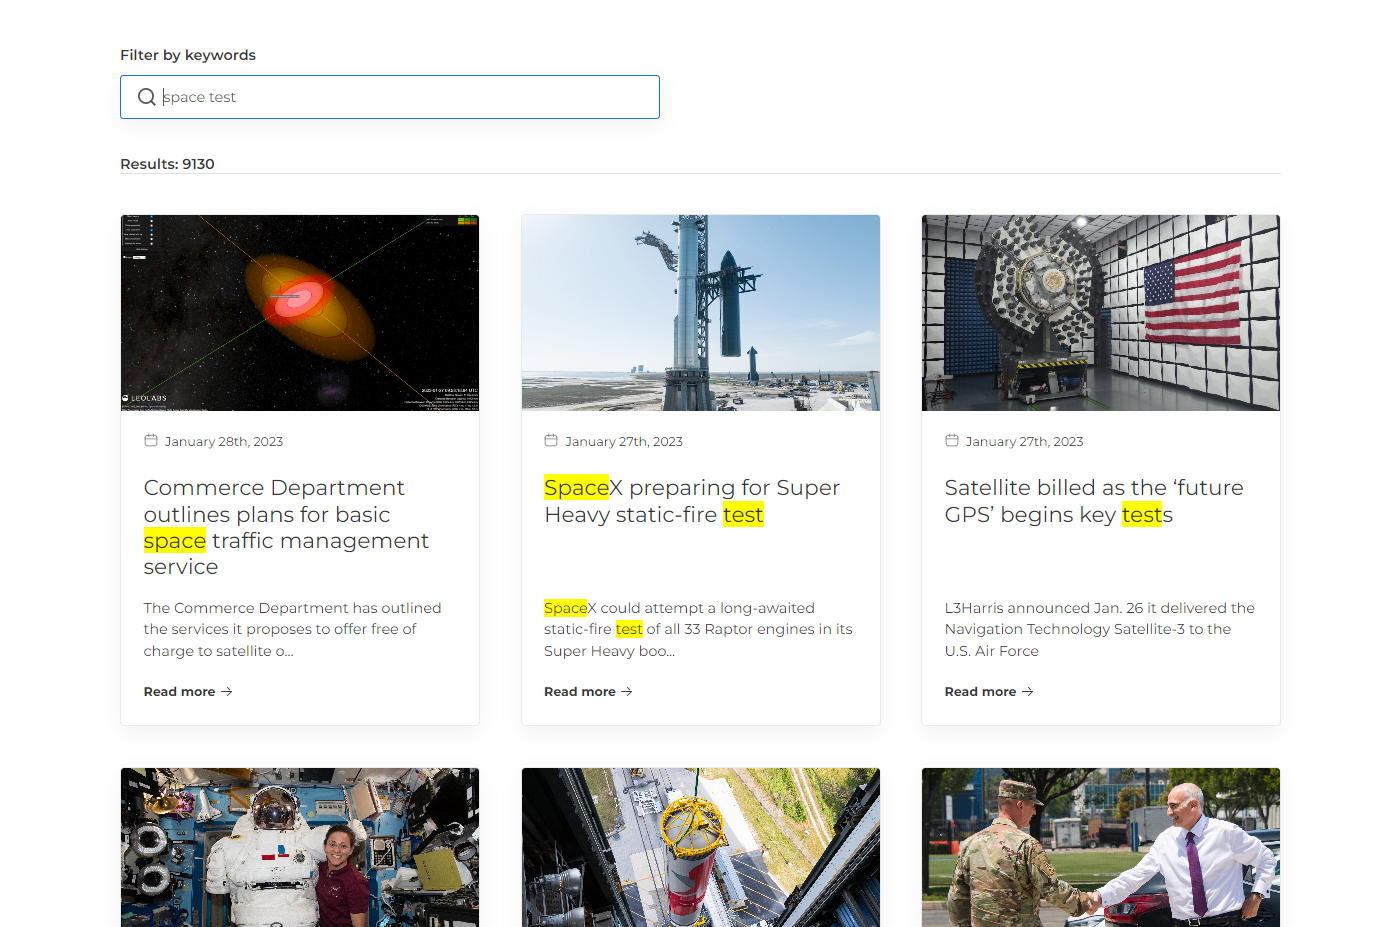 Filter by keywords
space test
Results: 9130
LEOLABS
January 28th, 2023
Commerce Department
outlines plans for basic
space traffic management
service
The Commerce Department has outlined
the services it proposes to offer free of
charge to satellite o...
Read more
January 27th, 2023
SpaceX preparing for Super
Heavy static-fire test
SpaceX could attempt a long-awaited
static-fire test of all 33 Raptor engines in its
Super Heavy boo...
Read more
January 27th, 2023
Satellite billed as the ‘future
GPS’ begins key tests
L3Harris announced Jan. 26 it delivered the
Navigation Technology Satellite-3 to the
U.S. Air Force
Read more